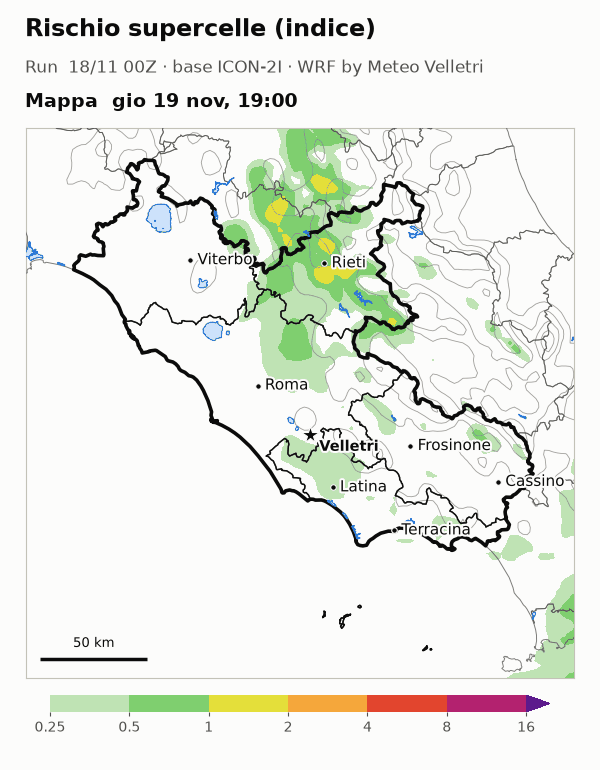 Rischio supercelle (indice)
Run 18/11 00Z · base ICON-2I · WRF by Meteo Velletri
Mappa gio 19 nov, 19:00
Viterbo
Rieti
Roma
Velletri
Frosinone
Latina
Cassino
Terracina
50 km
0.25 0.5 1 2 4 8 16